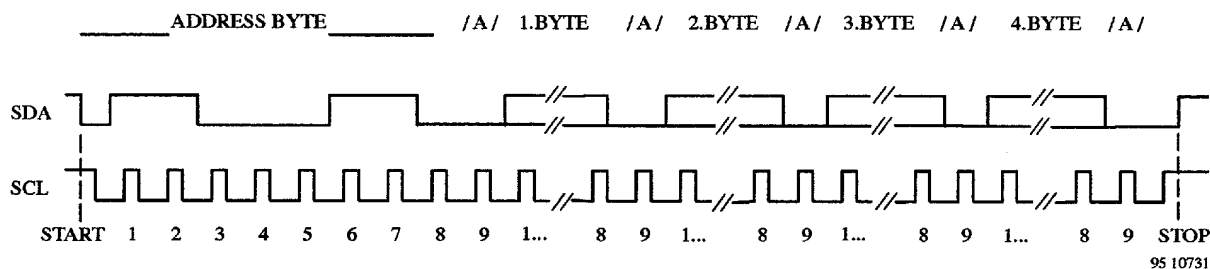 ADDRESS BYTE /A/ 1.BYTE /A/ 2.BYTE /A/ 3.BYTE /A/ 4.BYTE /A/
SDA
SCL
START 1 2 3 4 5 6 7 8 9 1... 8 9 1... 8 9 1... 8 9 1... 8 9 STOP
95 10731